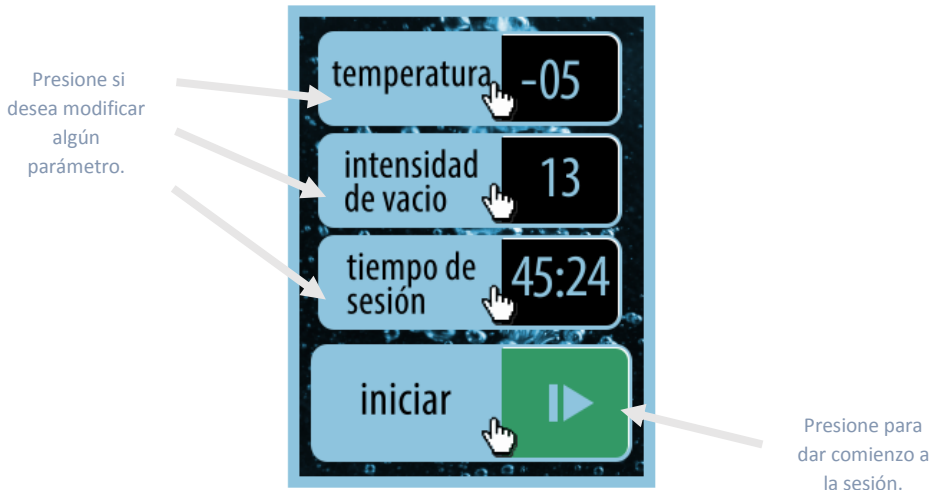 Presione si
desea modificar
algún
parámetro.
temperatura
-05
intensidad
de vacio
13
tiempo de
sesión
45:24
iniciar
Presione para
dar comienzo a
la sesión.